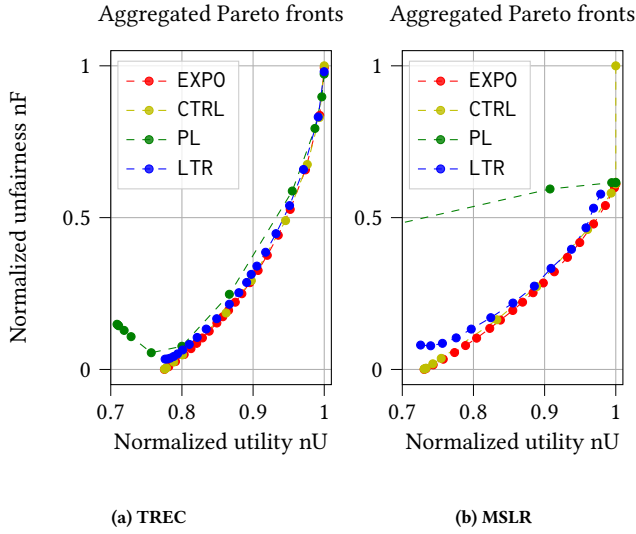 Aggregated Pareto fronts
Normalized unfairness nF
1
0.5
0
EXPO
CTRL
PL
LTR
0.7
0.8
0.9
1
Normalized utility nU
(a) TREC
Aggregated Pareto fronts
1
0.5
0
EXPO
CTRL
PL
LTR
0.7
0.8
0.9
1
Normalized utility nU
(b) MSLR